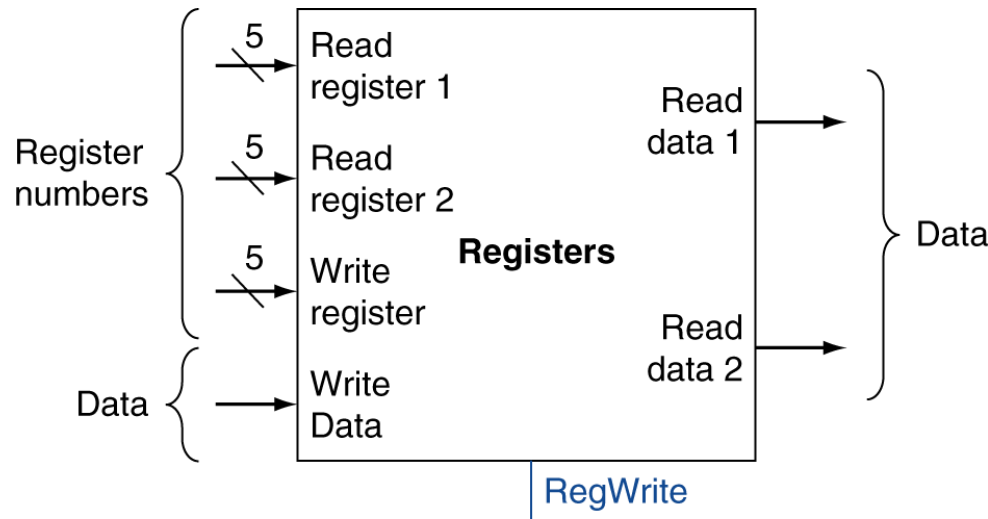 Register
numbers
Data
5
Read
register 1
5
Read
register 2
5
Write
register
Write
Data
Registers
Read
data 1
Read
data 2
Data
RegWrite